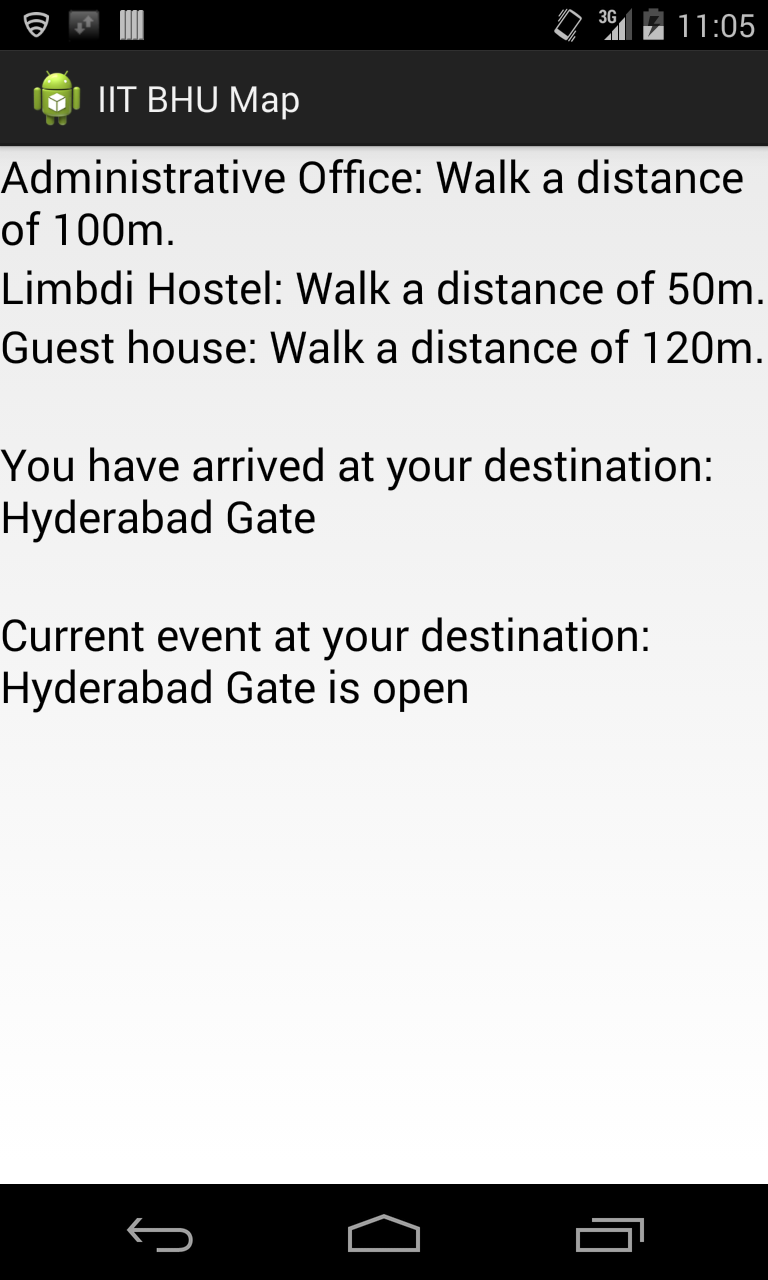 3G 11:05
IIT BHU Map
Administrative Office: Walk a distance
of 100m.
Limbdi Hostel: Walk a distance of 50m.
Guest house: Walk a distance of 120m.
You have arrived at your destination:
Hyderabad Gate
Current event at your destination:
Hyderabad Gate is open